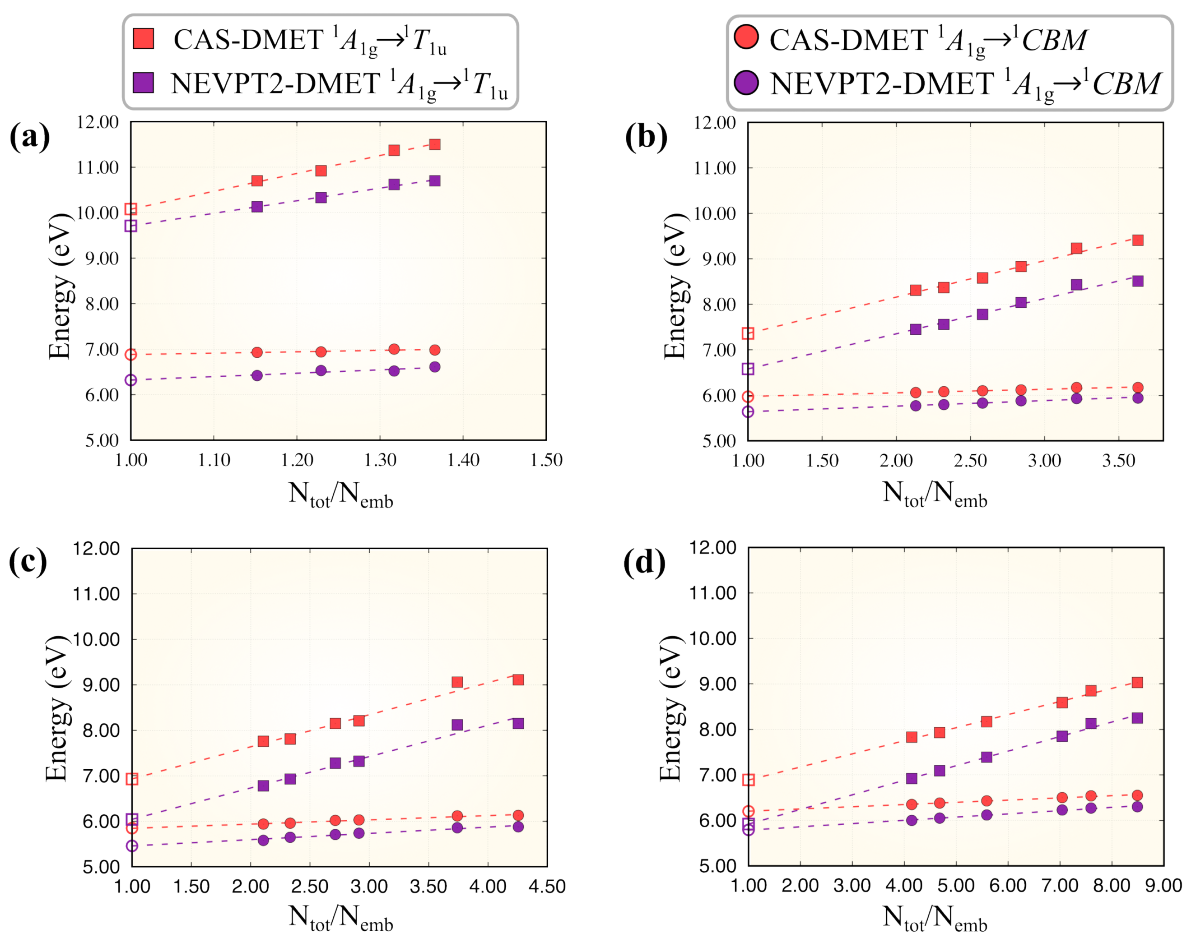 CAS-DMET ¹A₁g→¹T₁u
NEVPT2-DMET ¹A₁g→¹T₁u
CAS-DMET ¹A₁g→¹CBM
NEVPT2-DMET ¹A₁g→¹CBM
(a)
12.00
11.00
10.00
9.00
8.00
7.00
6.00
5.00
Energy (eV)
1.00 1.10 1.20 1.30 1.40 1.50
Ntot/Nemb
(b)
12.00
11.00
10.00
9.00
8.00
7.00
6.00
5.00
Energy (eV)
1.00 1.50 2.00 2.50 3.00 3.50
Ntot/Nemb
(c)
12.00
11.00
10.00
9.00
8.00
7.00
6.00
5.00
Energy (eV)
1.00 1.50 2.00 2.50 3.00 3.50 4.00 4.50
Ntot/Nemb
(d)
12.00
11.00
10.00
9.00
8.00
7.00
6.00
5.00
Energy (eV)
1.00 2.00 3.00 4.00 5.00 6.00 7.00 8.00 9.00
Ntot/Nemb